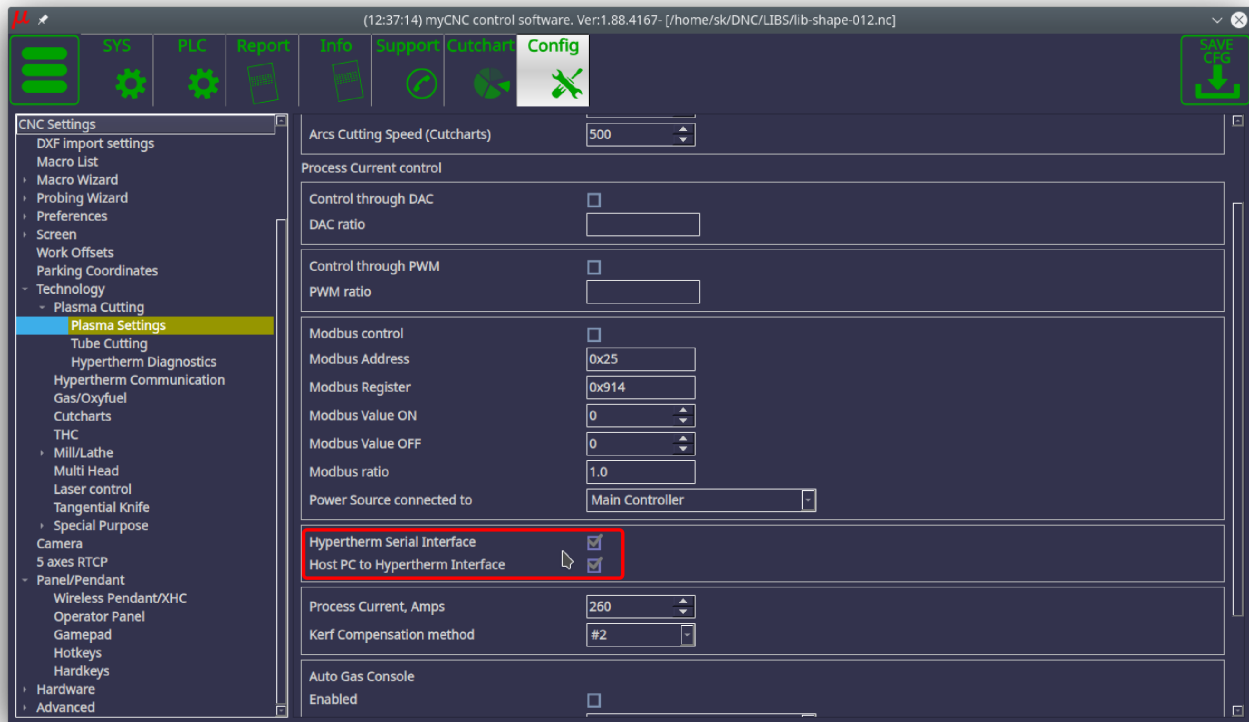 (12:37:14) myCNC control software. Ver:1.88.4167- [/home/sk/DNC/LIBS/lib-shape-012.nc]
SYS PLC Report Info Support Cutchart Config SAVE
CFG
CNC Settings
DXF import settings
Macro List
Macro Wizard
Probing Wizard
Preferences
Screen
Work Offsets
Parking Coordinates
Technology
Plasma Cutting
Plasma Settings
Tube Cutting
Hypertherm Diagnostics
Hypertherm Communication
Gas/Oxyfuel
Cutcharts
THC
Mill/Lathe
Multi Head
Laser control
Tangential Knife
Special Purpose
Camera
5 axes RTCP
Panel/Pendant
Wireless Pendant/XHC
Operator Panel
Gamepad
Hotkeys
Hardkeys
Hardware
Advanced
Arcs Cutting Speed (Cutcharts) 500
Process Current control
Control through DAC
DAC ratio
Control through PWM
PWM ratio
Modbus control
Modbus Address 0x25
Modbus Register 0x914
Modbus Value ON 0
Modbus Value OFF 0
Modbus ratio 1.0
Power Source connected to Main Controller
Hypertherm Serial Interface
Host PC to Hypertherm Interface
Process Current, Amps 260
Kerf Compensation method #2
Auto Gas Console
Enabled